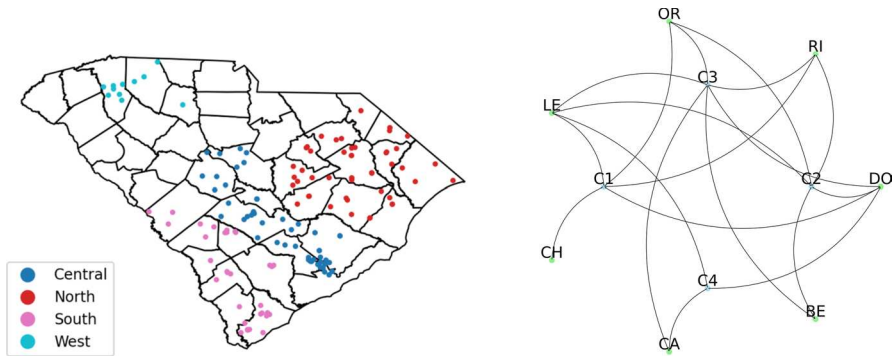 Central
North
South
West
OR
RI
C3
LE
C1
C2
DO
CH
C4
BE
CA